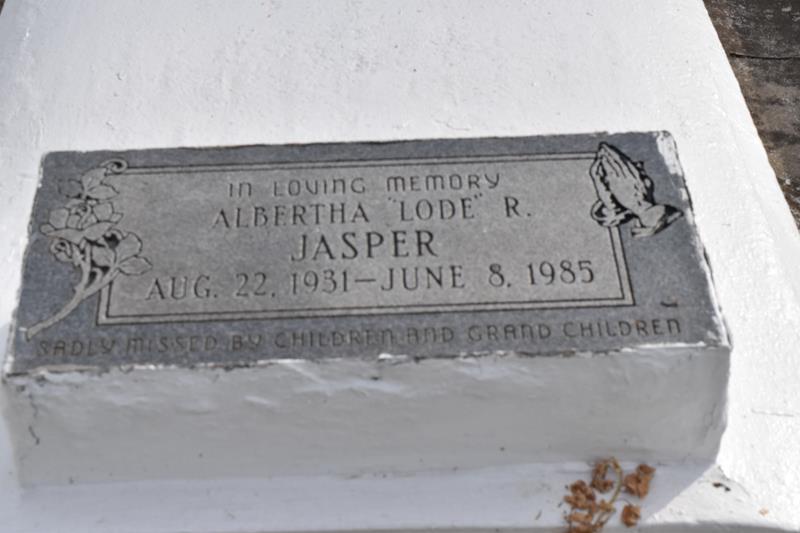 IN LOVING MEMORY
ALBERTHA "LODE" R.
JASPER
AUG. 22, 1931—JUNE 8, 1985
SADLY MISSED BY CHILDREN AND GRAND CHILDREN